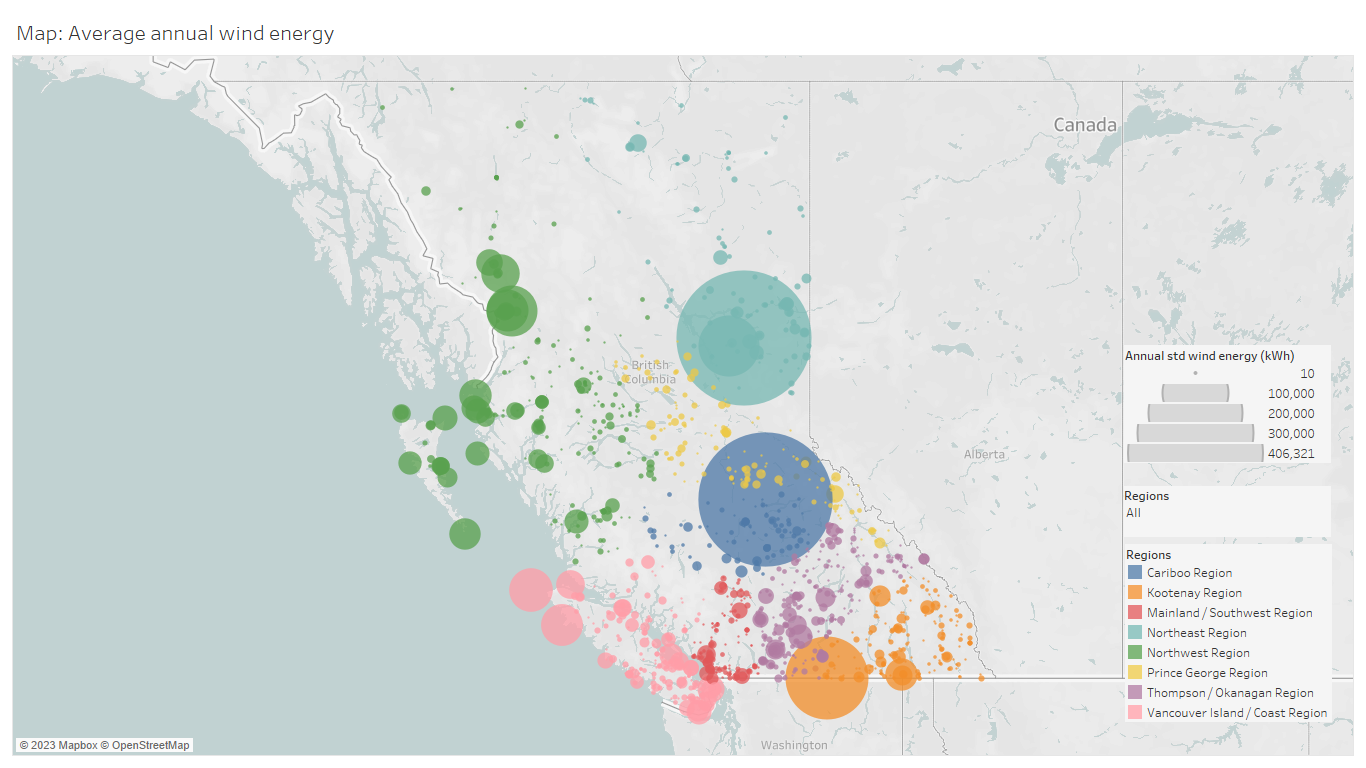 Map: Average annual wind energy
Canada
British
Columbia
Alberta
Washington
Annual std wind energy (kWh)
10
100,000
200,000
300,000
406,321
Regions
All
Regions
Cariboo Region
Kootenay Region
Mainland / Southwest Region
Northeast Region
Northwest Region
Prince George Region
Thompson / Okanagan Region
Vancouver Island / Coast Region
© 2023 Mapbox © OpenStreetMap